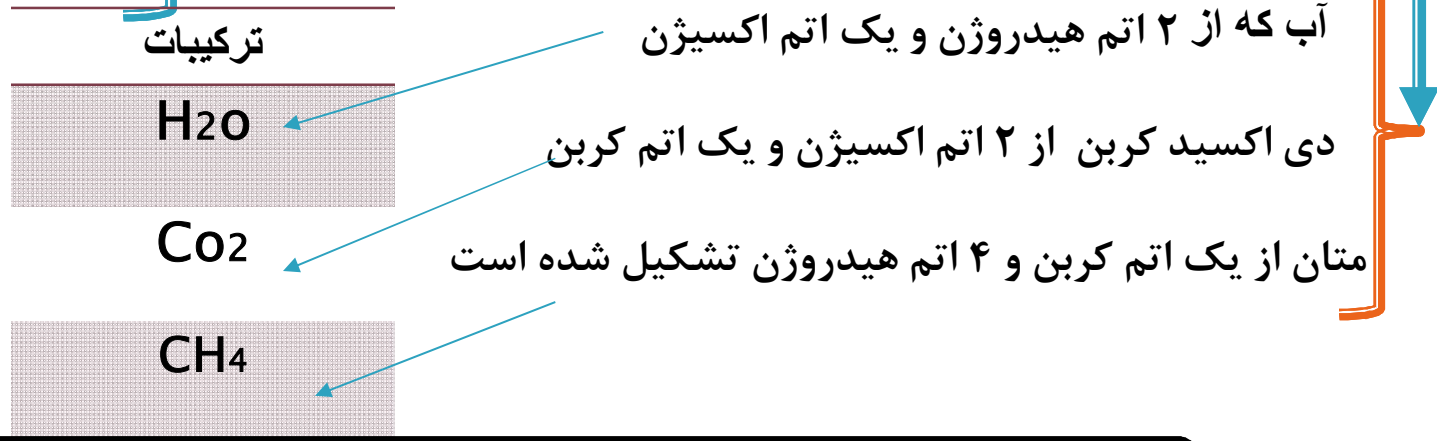 ترکیبات
آب که از ۲ اتم هیدروژن و یک اتم اکسیژن
H2o
دی اکسید کربن از ۲ اتم اکسیژن و یک اتم کربن
Co2
متان از یک اتم کربن و ۴ اتم هیدروژن تشکیل شده است
CH4